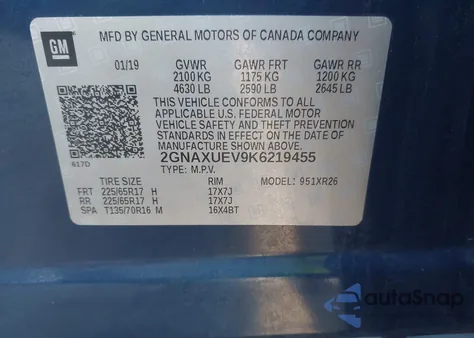 GM MFD BY GENERAL MOTORS OF CANADA COMPANY
01/19 GVWR GAWR FRT GAWR RR
2100 KG 1175 KG 1200 KG
4630 LB 2590 LB 2645 LB
THIS VEHICLE CONFORMS TO ALL
APPLICABLE U.S. FEDERAL MOTOR
VEHICLE SAFETY AND THEFT PREVENTION
STANDARDS IN EFFECT ON THE DATE OF
MANUFACTURE SHOWN ABOVE.
617D 2GNAXUEV9K6219455
TYPE: M.P.V. MODEL: 951XR26
TIRE SIZE RIM
FRT 225/65R17 H 17X7J
RR 225/65R17 H 17X7J
SPA T135/70R16 M 16X4BT
autoSnap